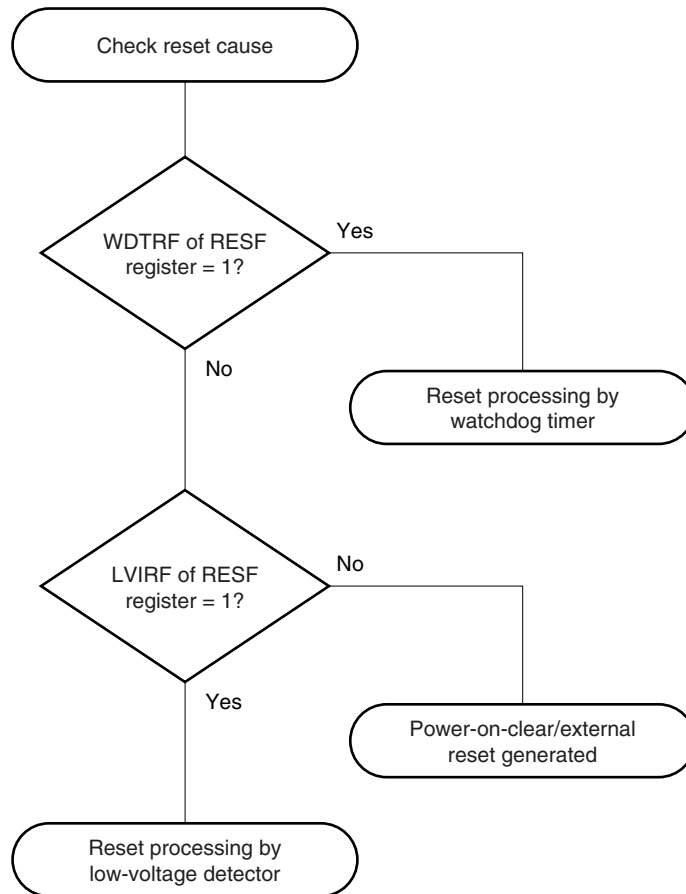 Check reset cause
WDTRF of RESF
register = 1?
Yes
No
Reset processing by
watchdog timer
LVIRF of RESF
register = 1?
No
Yes
Power-on-clear/external
reset generated
Reset processing by
low-voltage detector